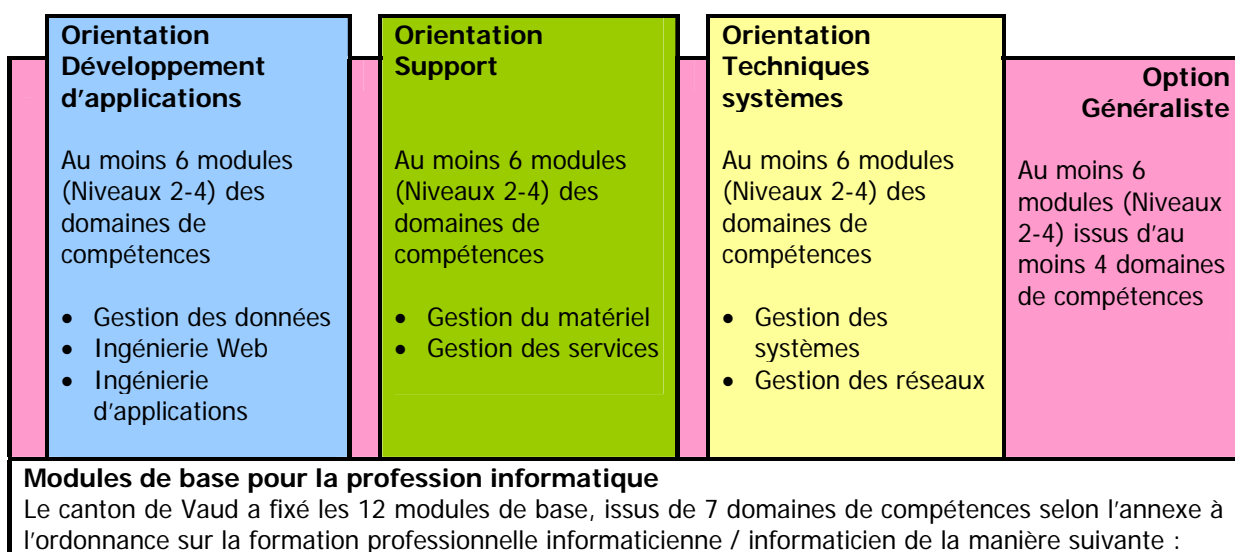 Orientation
Développement
d'applications
Au moins 6 modules
(Niveaux 2-4) des
domaines de
compétences
• Gestion des données
• Ingénierie Web
• Ingénierie
d'applications
Orientation
Support
Au moins 6 modules
(Niveaux 2-4) des
domaines de
compétences
• Gestion du matériel
• Gestion des services
Orientation
Techniques
systèmes
Au moins 6 modules
(Niveaux 2-4) des
domaines de
compétences
• Gestion des
systèmes
• Gestion des réseaux
Option
Généraliste
Au moins 6
modules (Niveaux
2-4) issus d'au
moins 4 domaines
de compétences
Modules de base pour la profession informatique
Le canton de Vaud a fixé les 12 modules de base, issus de 7 domaines de compétences selon l'annexe à
l'ordonnance sur la formation professionnelle informaticienne / informaticien de la manière suivante :